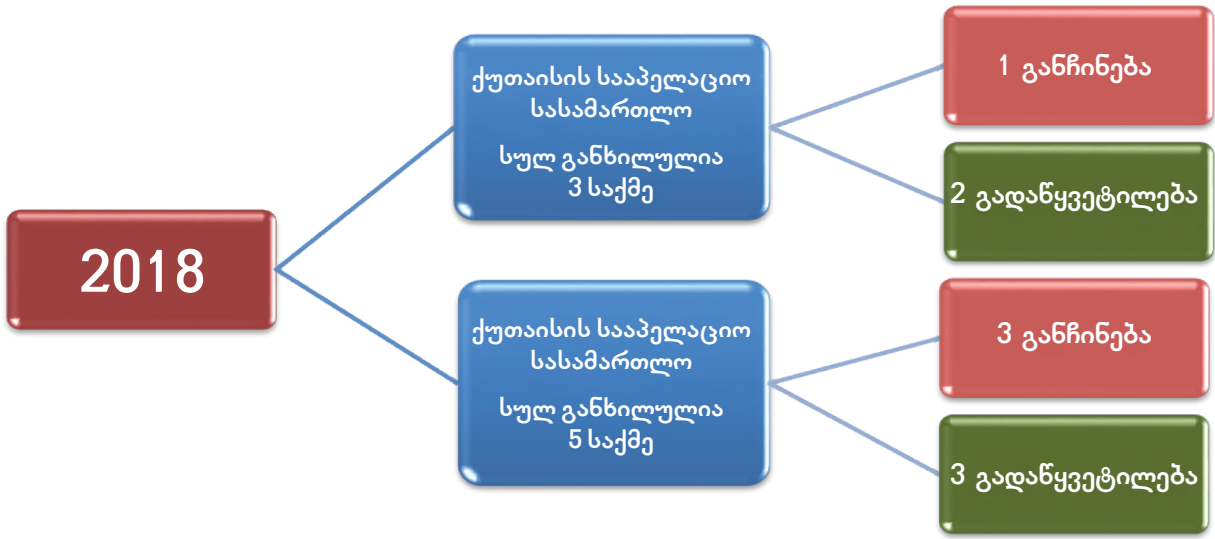 2018
ქუთაისის სააპელაციო
სასამართლო
სულ განხილულია
3 საქმე
1 განჩინება
2 გადაწყვეტილება
ქუთაისის სააპელაციო
სასამართლო
სულ განხილულია
5 საქმე
3 განჩინება
3 გადაწყვეტილება